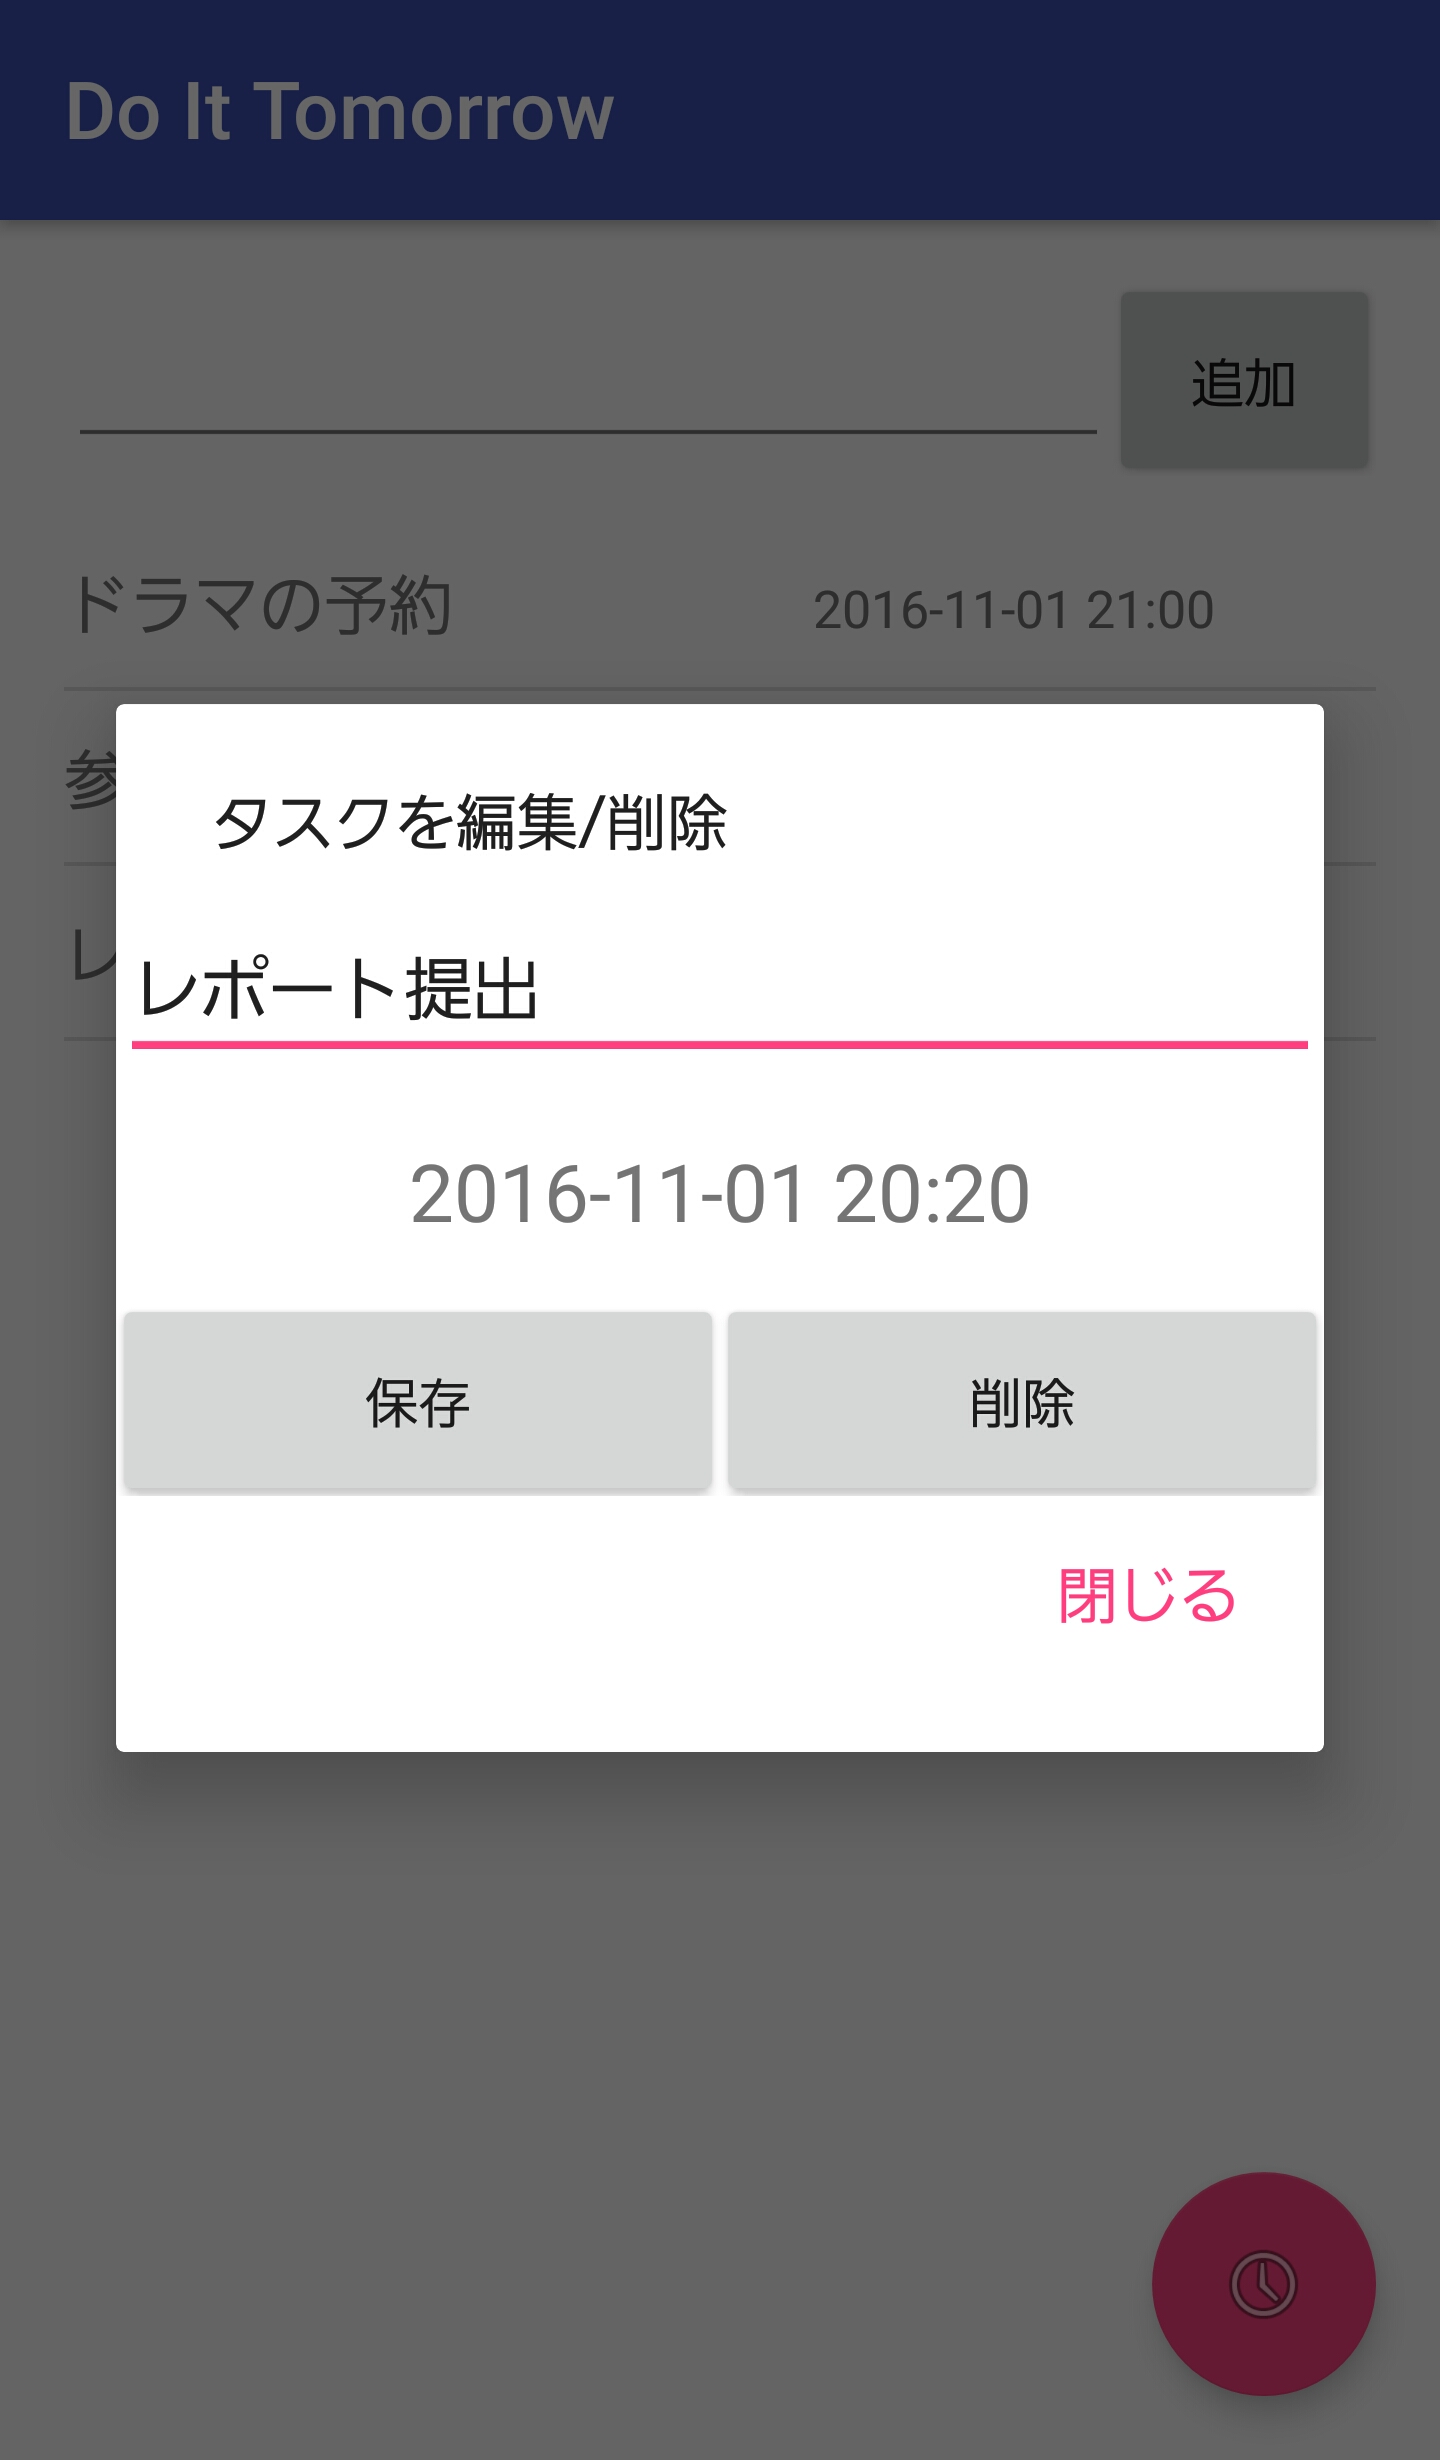 Do It Tomorrow
追加
ドラマの予約 2016-11-01 21:00
参
レ
タスクを編集/削除
レポート提出
2016-11-01 20:20
保存 削除
閉じる